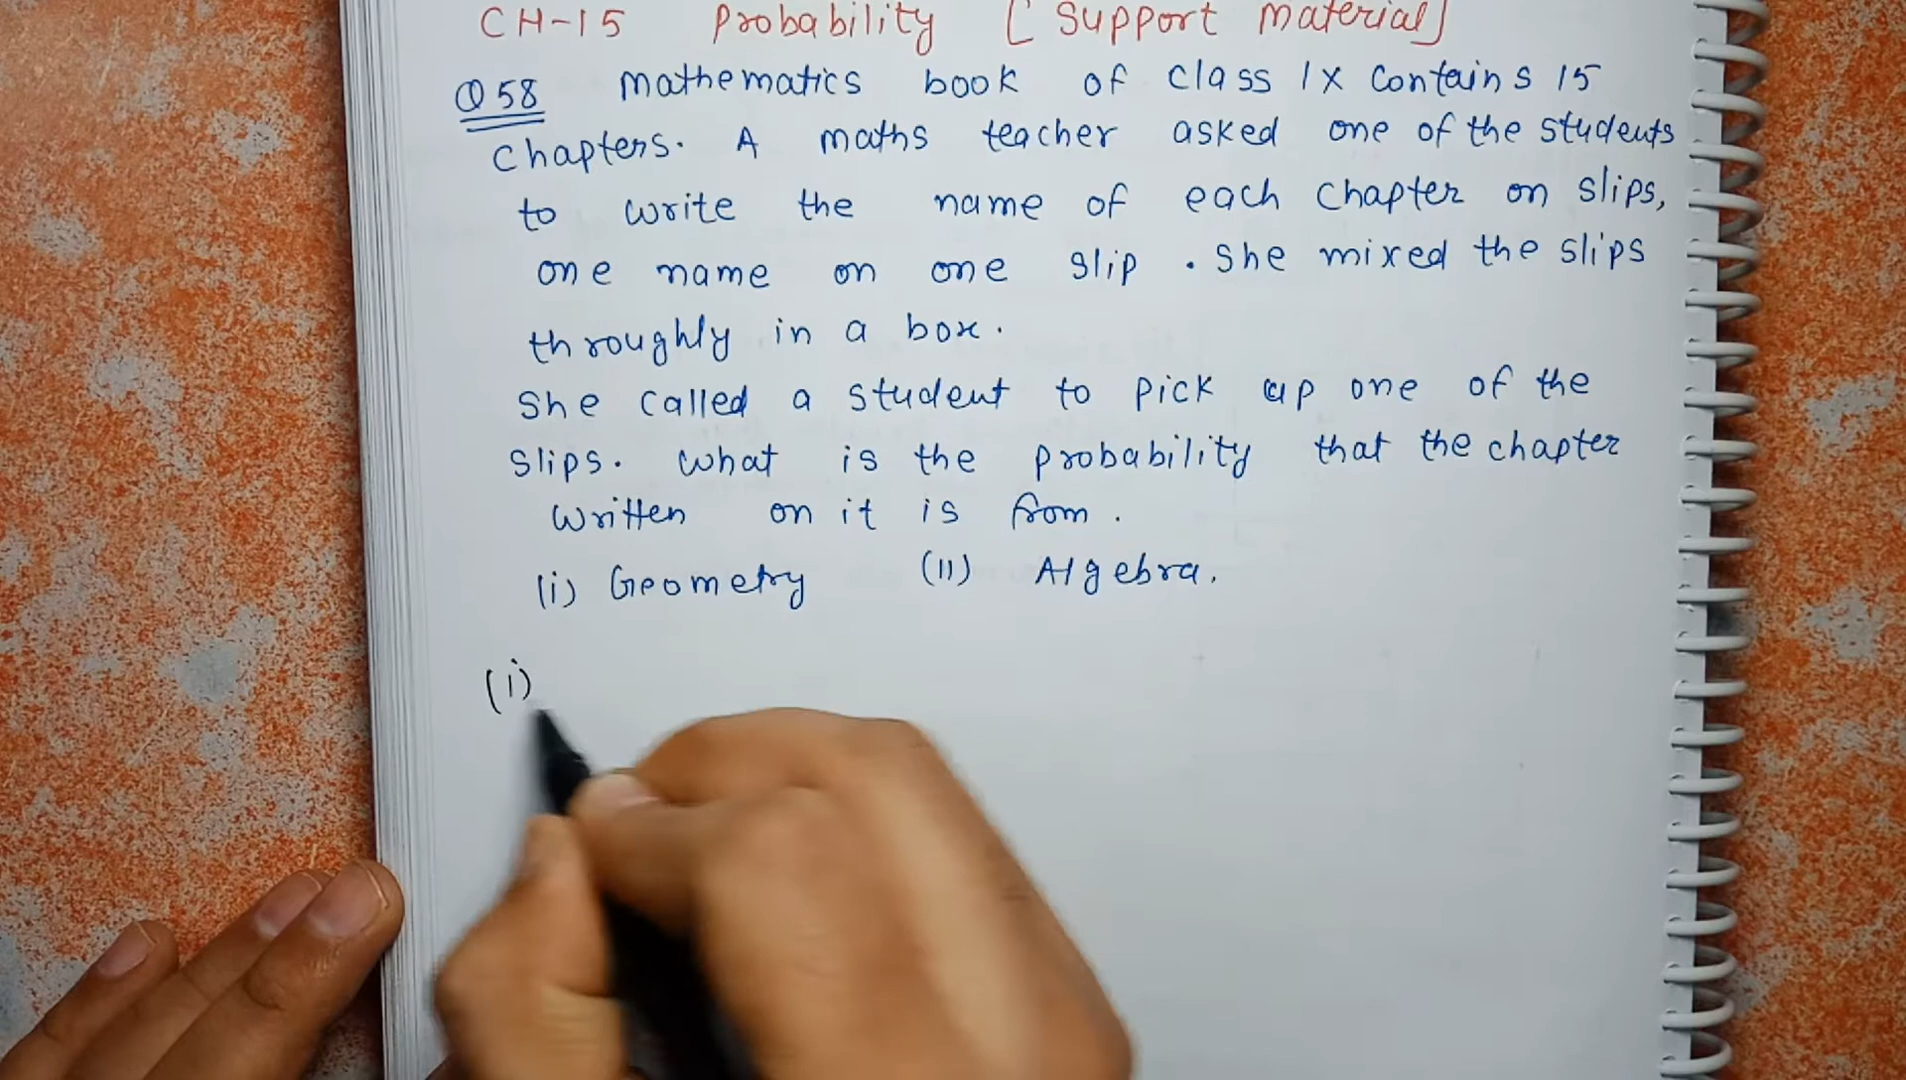 CH-15 Probability [Support Material]
Q58 Mathematics book of class IX contains 15
chapters. A maths teacher asked one of the students
to write the name of each chapter on slips,
one name on one slip. She mixed the slips
throughly in a box.
She called a student to pick up one of the
slips. What is the probability that the chapter
written on it is from.
(i) Geometry (II) Algebra.
(i)